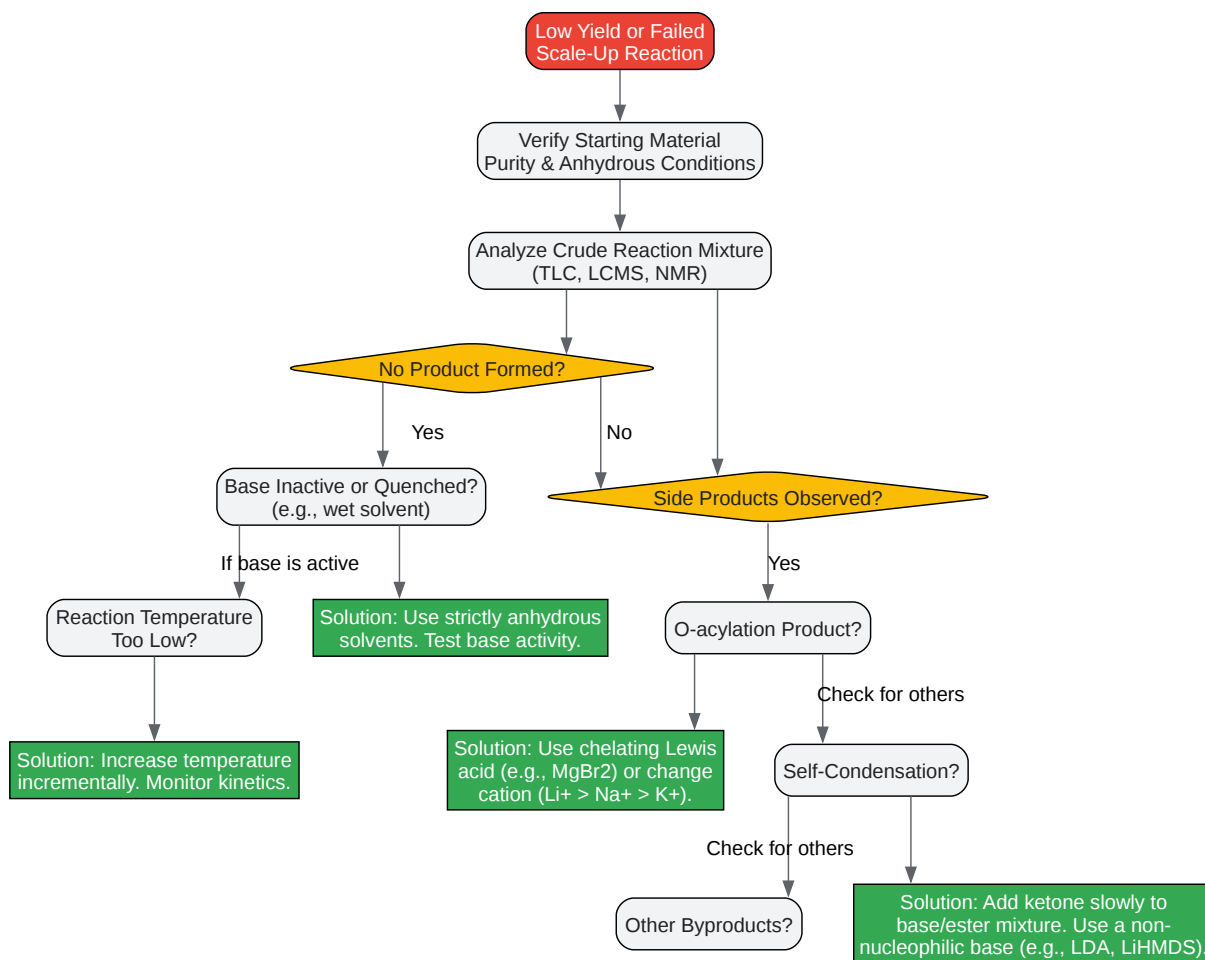 Low Yield or Failed
Scale-Up Reaction
Verify Starting Material
Purity & Anhydrous Conditions
Analyze Crude Reaction Mixture
(TLC, LCMS, NMR)
No Product Formed?
Yes
No
Base Inactive or Quenched?
(e.g., wet solvent)
Side Products Observed?
If base is active
Yes
Reaction Temperature
Too Low?
Solution: Use strictly anhydrous
solvents. Test base activity.
O-acylation Product?
Check for others
Solution: Increase temperature
incrementally. Monitor kinetics.
Solution: Use chelating Lewis
acid (e.g., MgBr2) or change
cation (Li+ > Na+ > K+).
Self-Condensation?
Check for others
Other Byproducts?
Solution: Add ketone slowly to
base/ester mixture. Use a non-
nucleophilic base (e.g., LDA, LiHMDS).